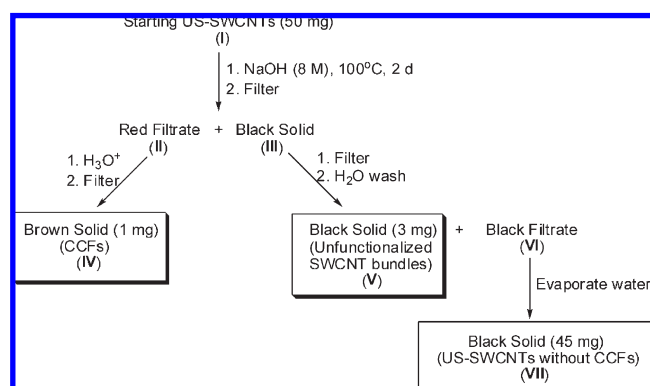 Starting US-SWCNTs (50 mg)
(I)
1. NaOH (8 M), 100°C, 2 d
2. Filter
Red Filtrate + Black Solid
(II) (III)
1. H₃O⁺
2. Filter
1. Filter
2. H₂O wash
Brown Solid (1 mg)
(CCFs)
(IV)
Black Solid (3 mg)
(Unfunctionalized
SWCNT bundles)
(V)
+ Black Filtrate
(VI)
Evaporate water
Black Solid (45 mg)
(US-SWCNTs without CCFs)
(VII)